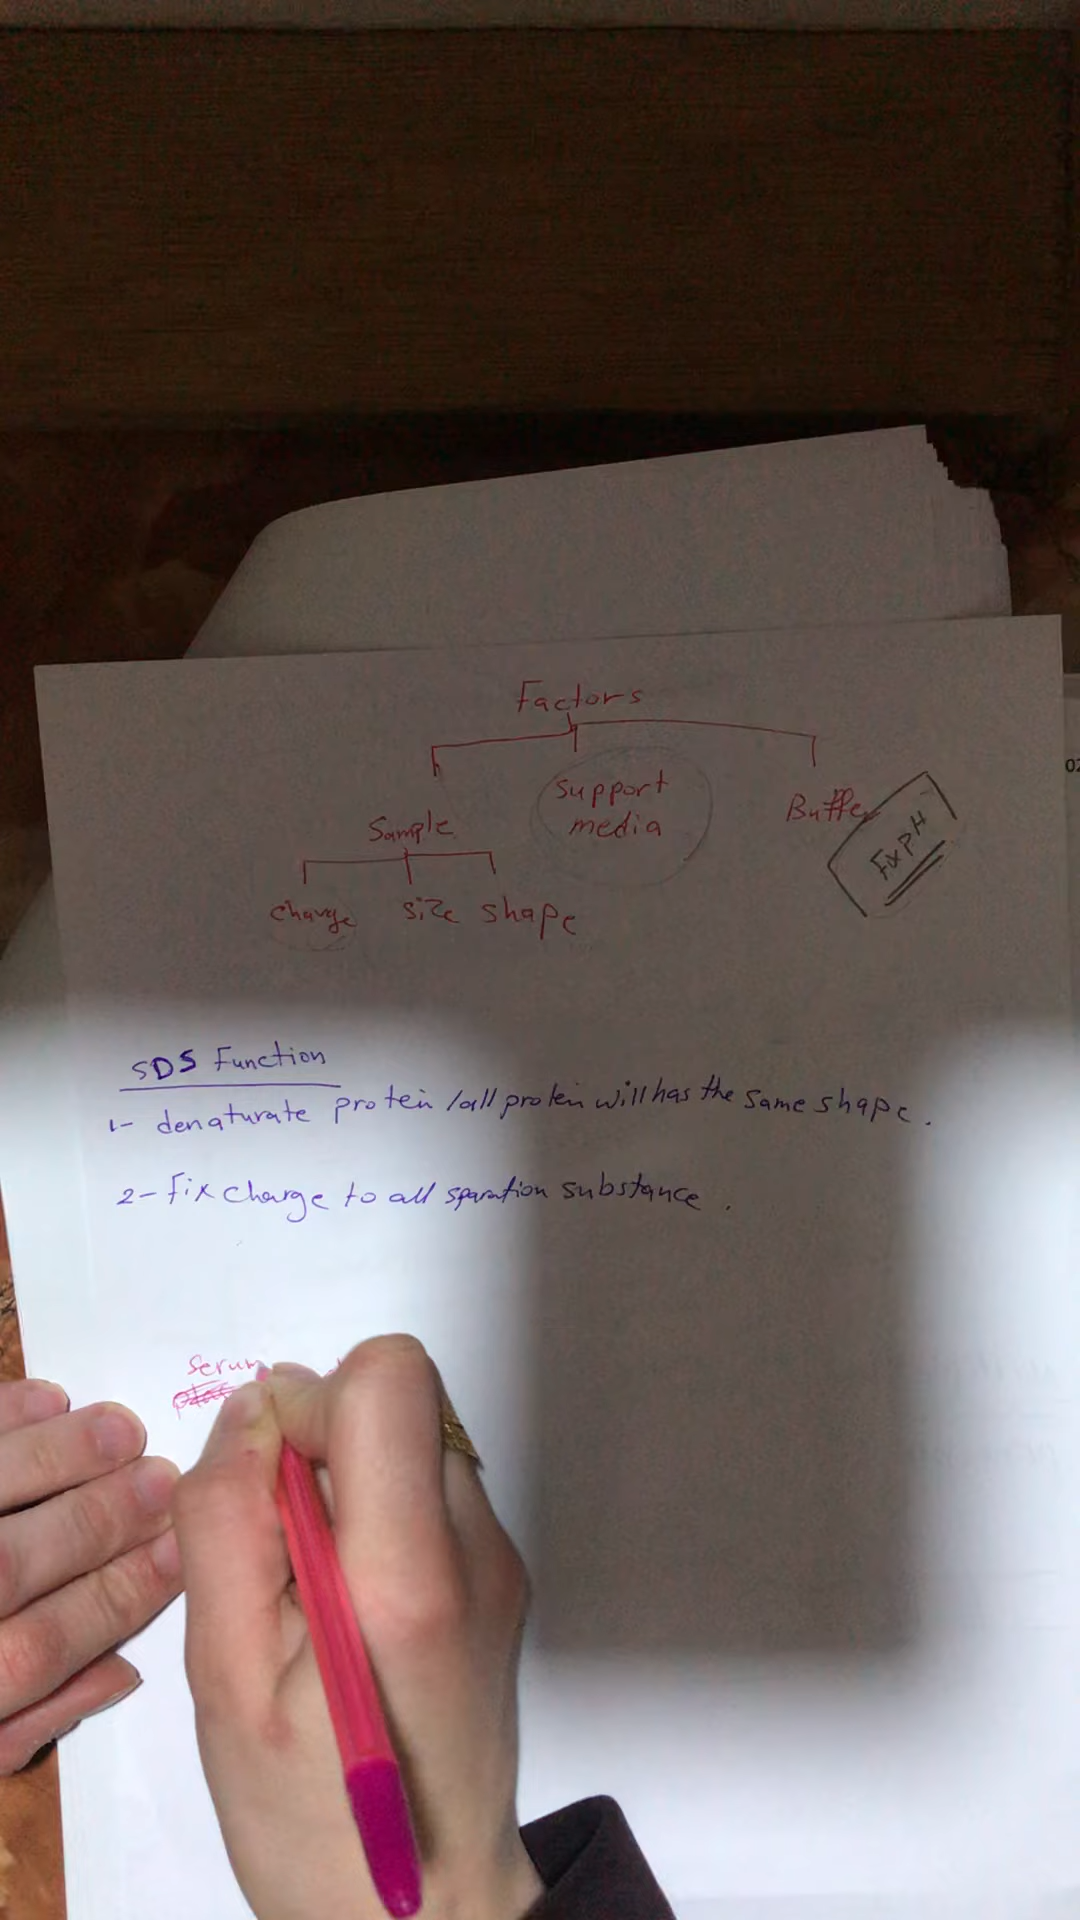 Factors
Sample
Support
media
Buffer
Fix pH
charge size shape
02
SDS Function
1- denaturate protein / all protein will has the same shape.
2- Fix charge to all sparation substance.
Serum